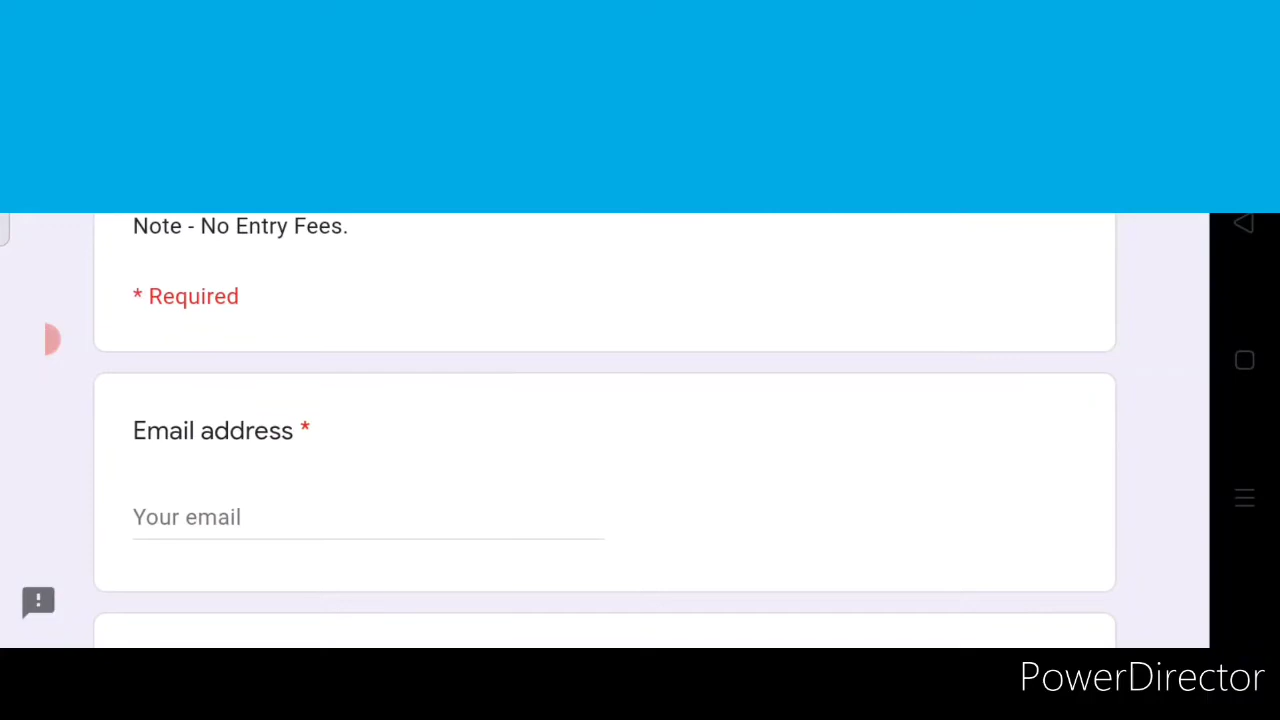 Note - No Entry Fees.
* Required
Email address *
Your email
PowerDirector